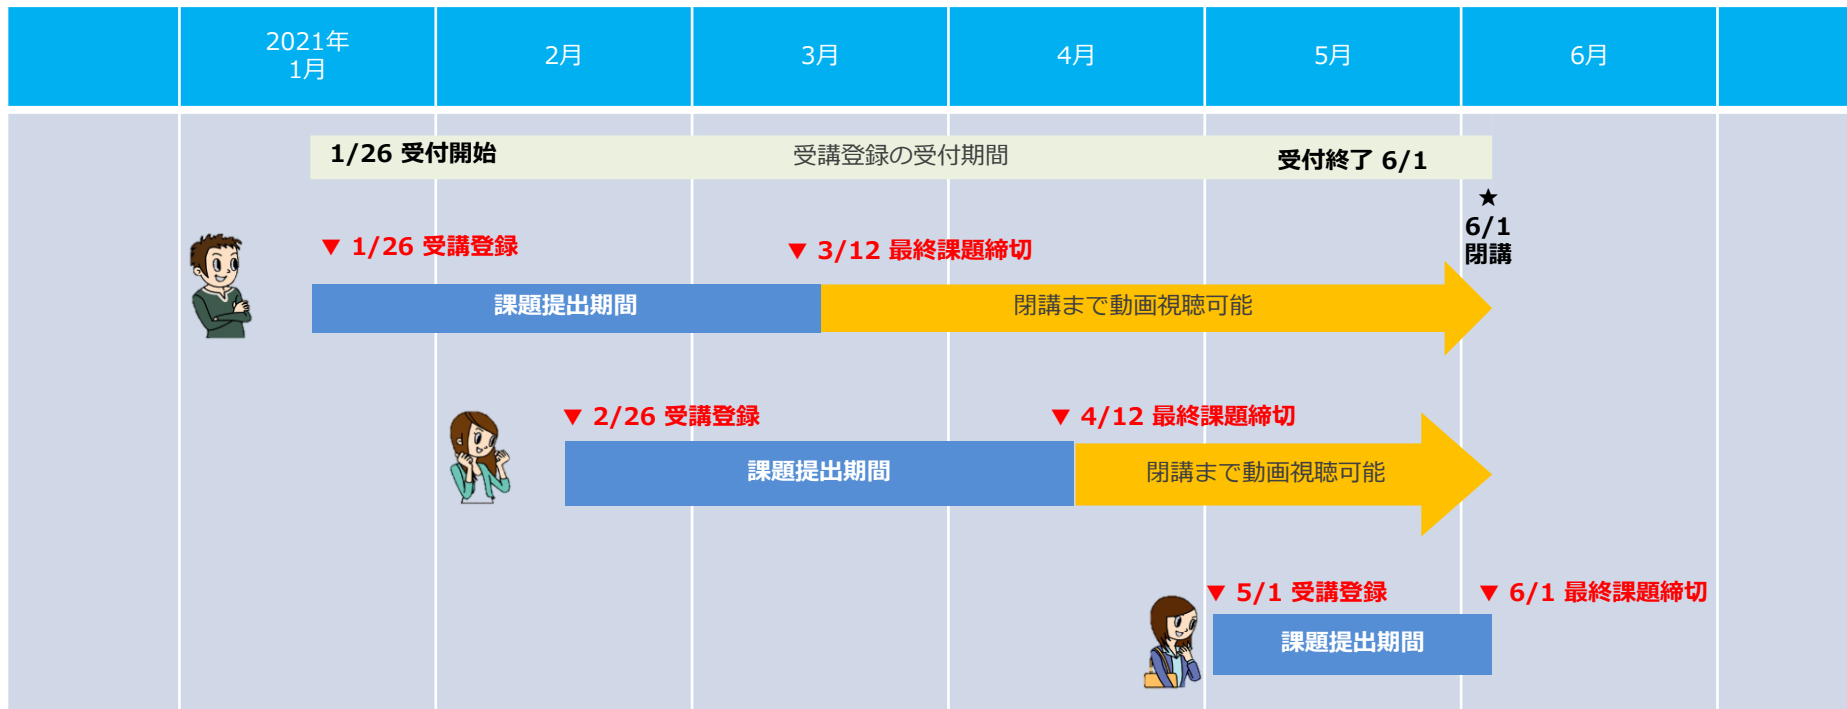 2021年
1月
2月
3月
4月
5月
6月
1/26 受付開始
受講登録の受付期間
受付終了 6/1
★
6/1
閉講
▼ 1/26 受講登録
▼ 3/12 最終課題締切
課題提出期間
閉講まで動画視聴可能
▼ 2/26 受講登録
▼ 4/12 最終課題締切
課題提出期間
閉講まで動画視聴可能
▼ 5/1 受講登録
▼ 6/1 最終課題締切
課題提出期間